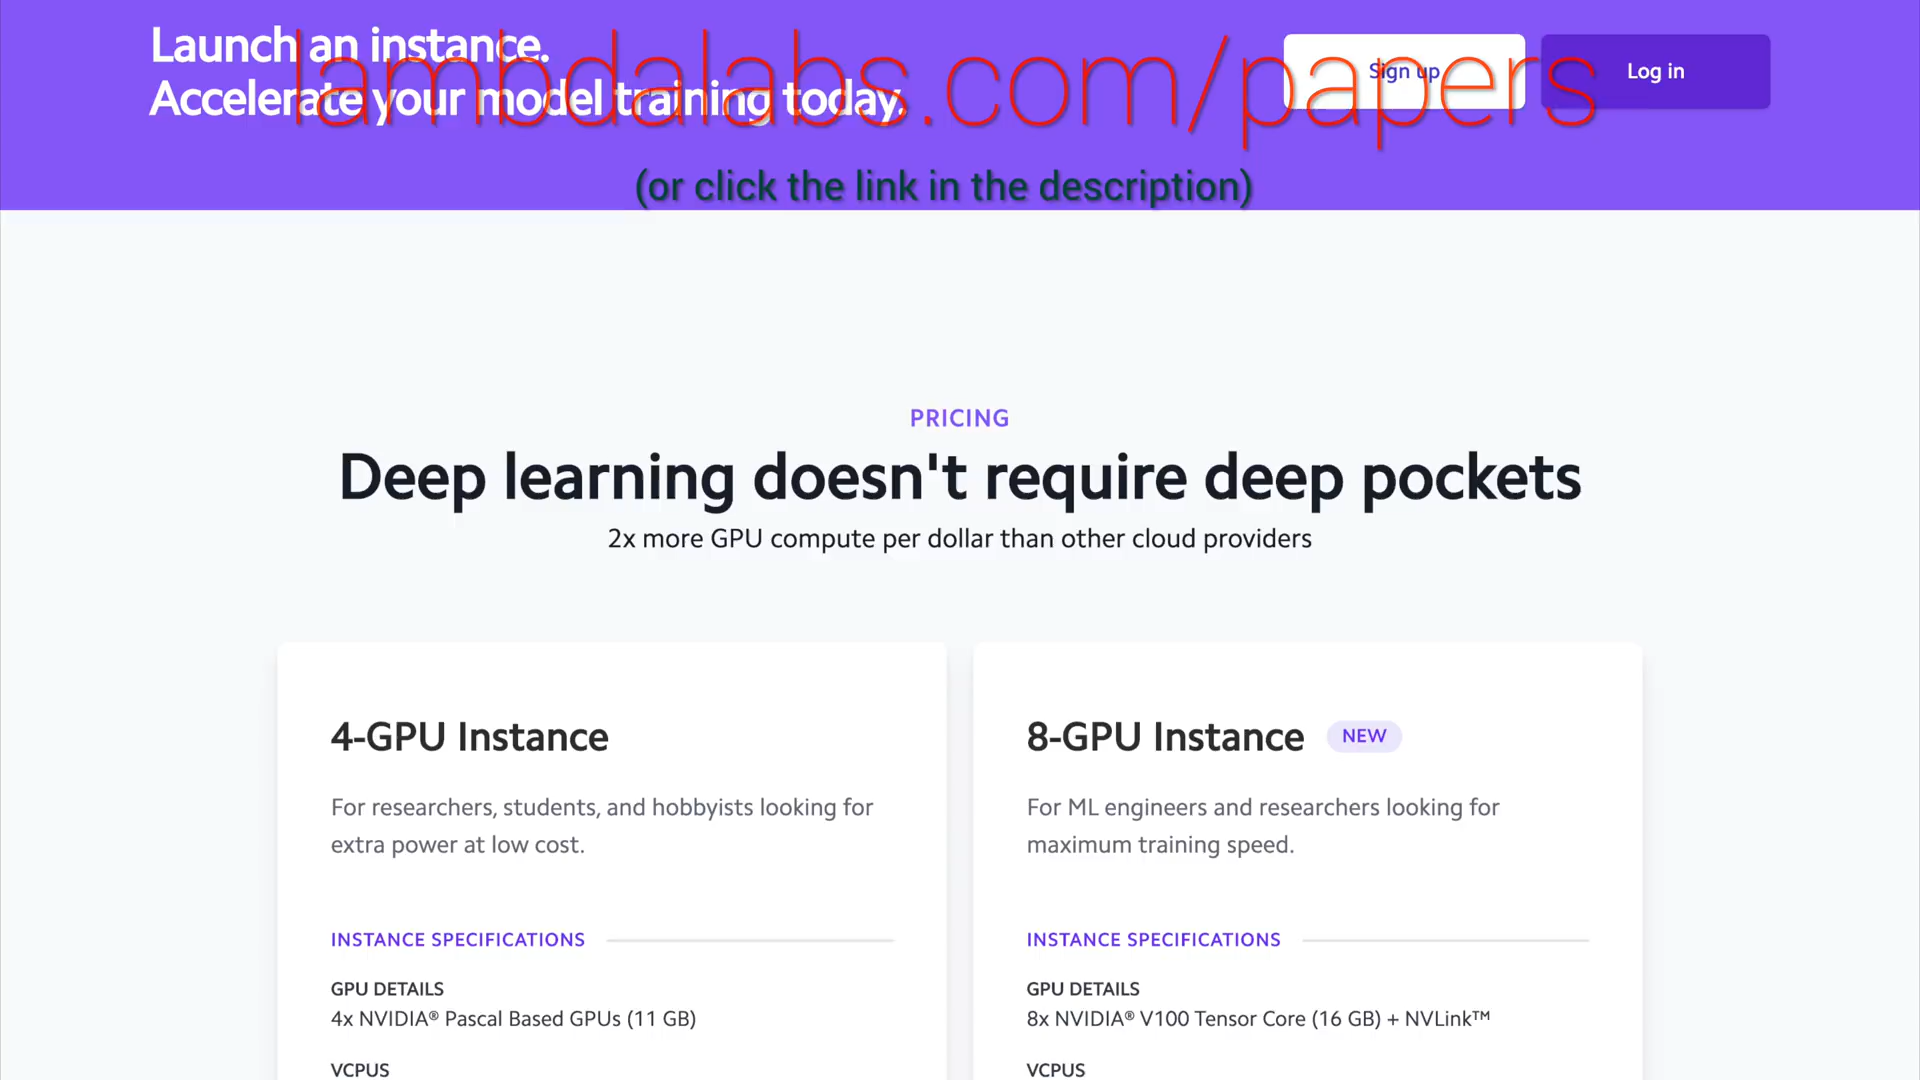 Launch an instance.
Accelerate your model training today.
lambdalabs.com/papers
Sign up
Log in
(or click the link in the description)
PRICING
Deep learning doesn't require deep pockets
2x more GPU compute per dollar than other cloud providers
4-GPU Instance
For researchers, students, and hobbyists looking for
extra power at low cost.
INSTANCE SPECIFICATIONS
GPU DETAILS
4x NVIDIA® Pascal Based GPUs (11 GB)
VCPUS
8-GPU Instance NEW
For ML engineers and researchers looking for
maximum training speed.
INSTANCE SPECIFICATIONS
GPU DETAILS
8x NVIDIA® V100 Tensor Core (16 GB) + NVLink™
VCPUS